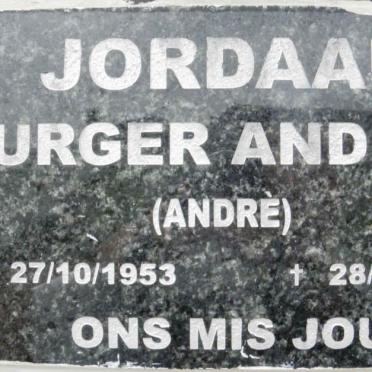 JORDAA
URGER AND
(ANDRÈ)
27/10/1953 † 28/
ONS MIS JOU